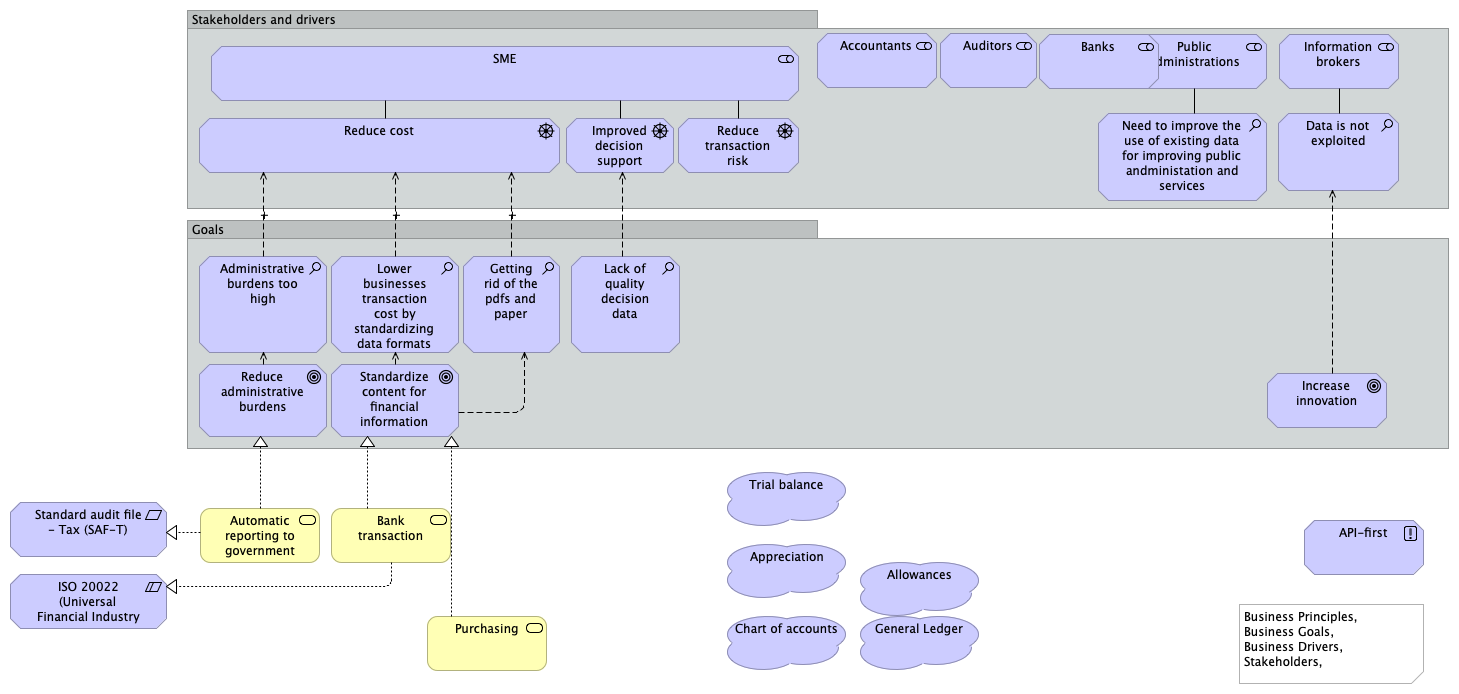 Stakeholders and drivers
SME
Accountants
Auditors
Banks
Public
dministrations
Information
brokers
Reduce cost
Improved
decision
support
Reduce
transaction
risk
Need to improve the
use of existing data
for improving public
andministation and
services
Data is not
exploited
Goals
Administrative
burdens too
high
Lower
businesses
transaction
cost by
standardizing
data formats
Getting
rid of the
pdfs and
paper
Lack of
quality
decision
data
Reduce
administrative
burdens
Standardize
content for
financial
information
Increase
innovation
Standard audit file
- Tax (SAF-T)
Automatic
reporting to
government
Bank
transaction
ISO 20022
(Universal
Financial Industry
Purchasing
Trial balance
Appreciation
Allowances
Chart of accounts
General Ledger
API-first
Business Principles,
Business Goals,
Business Drivers,
Stakeholders,